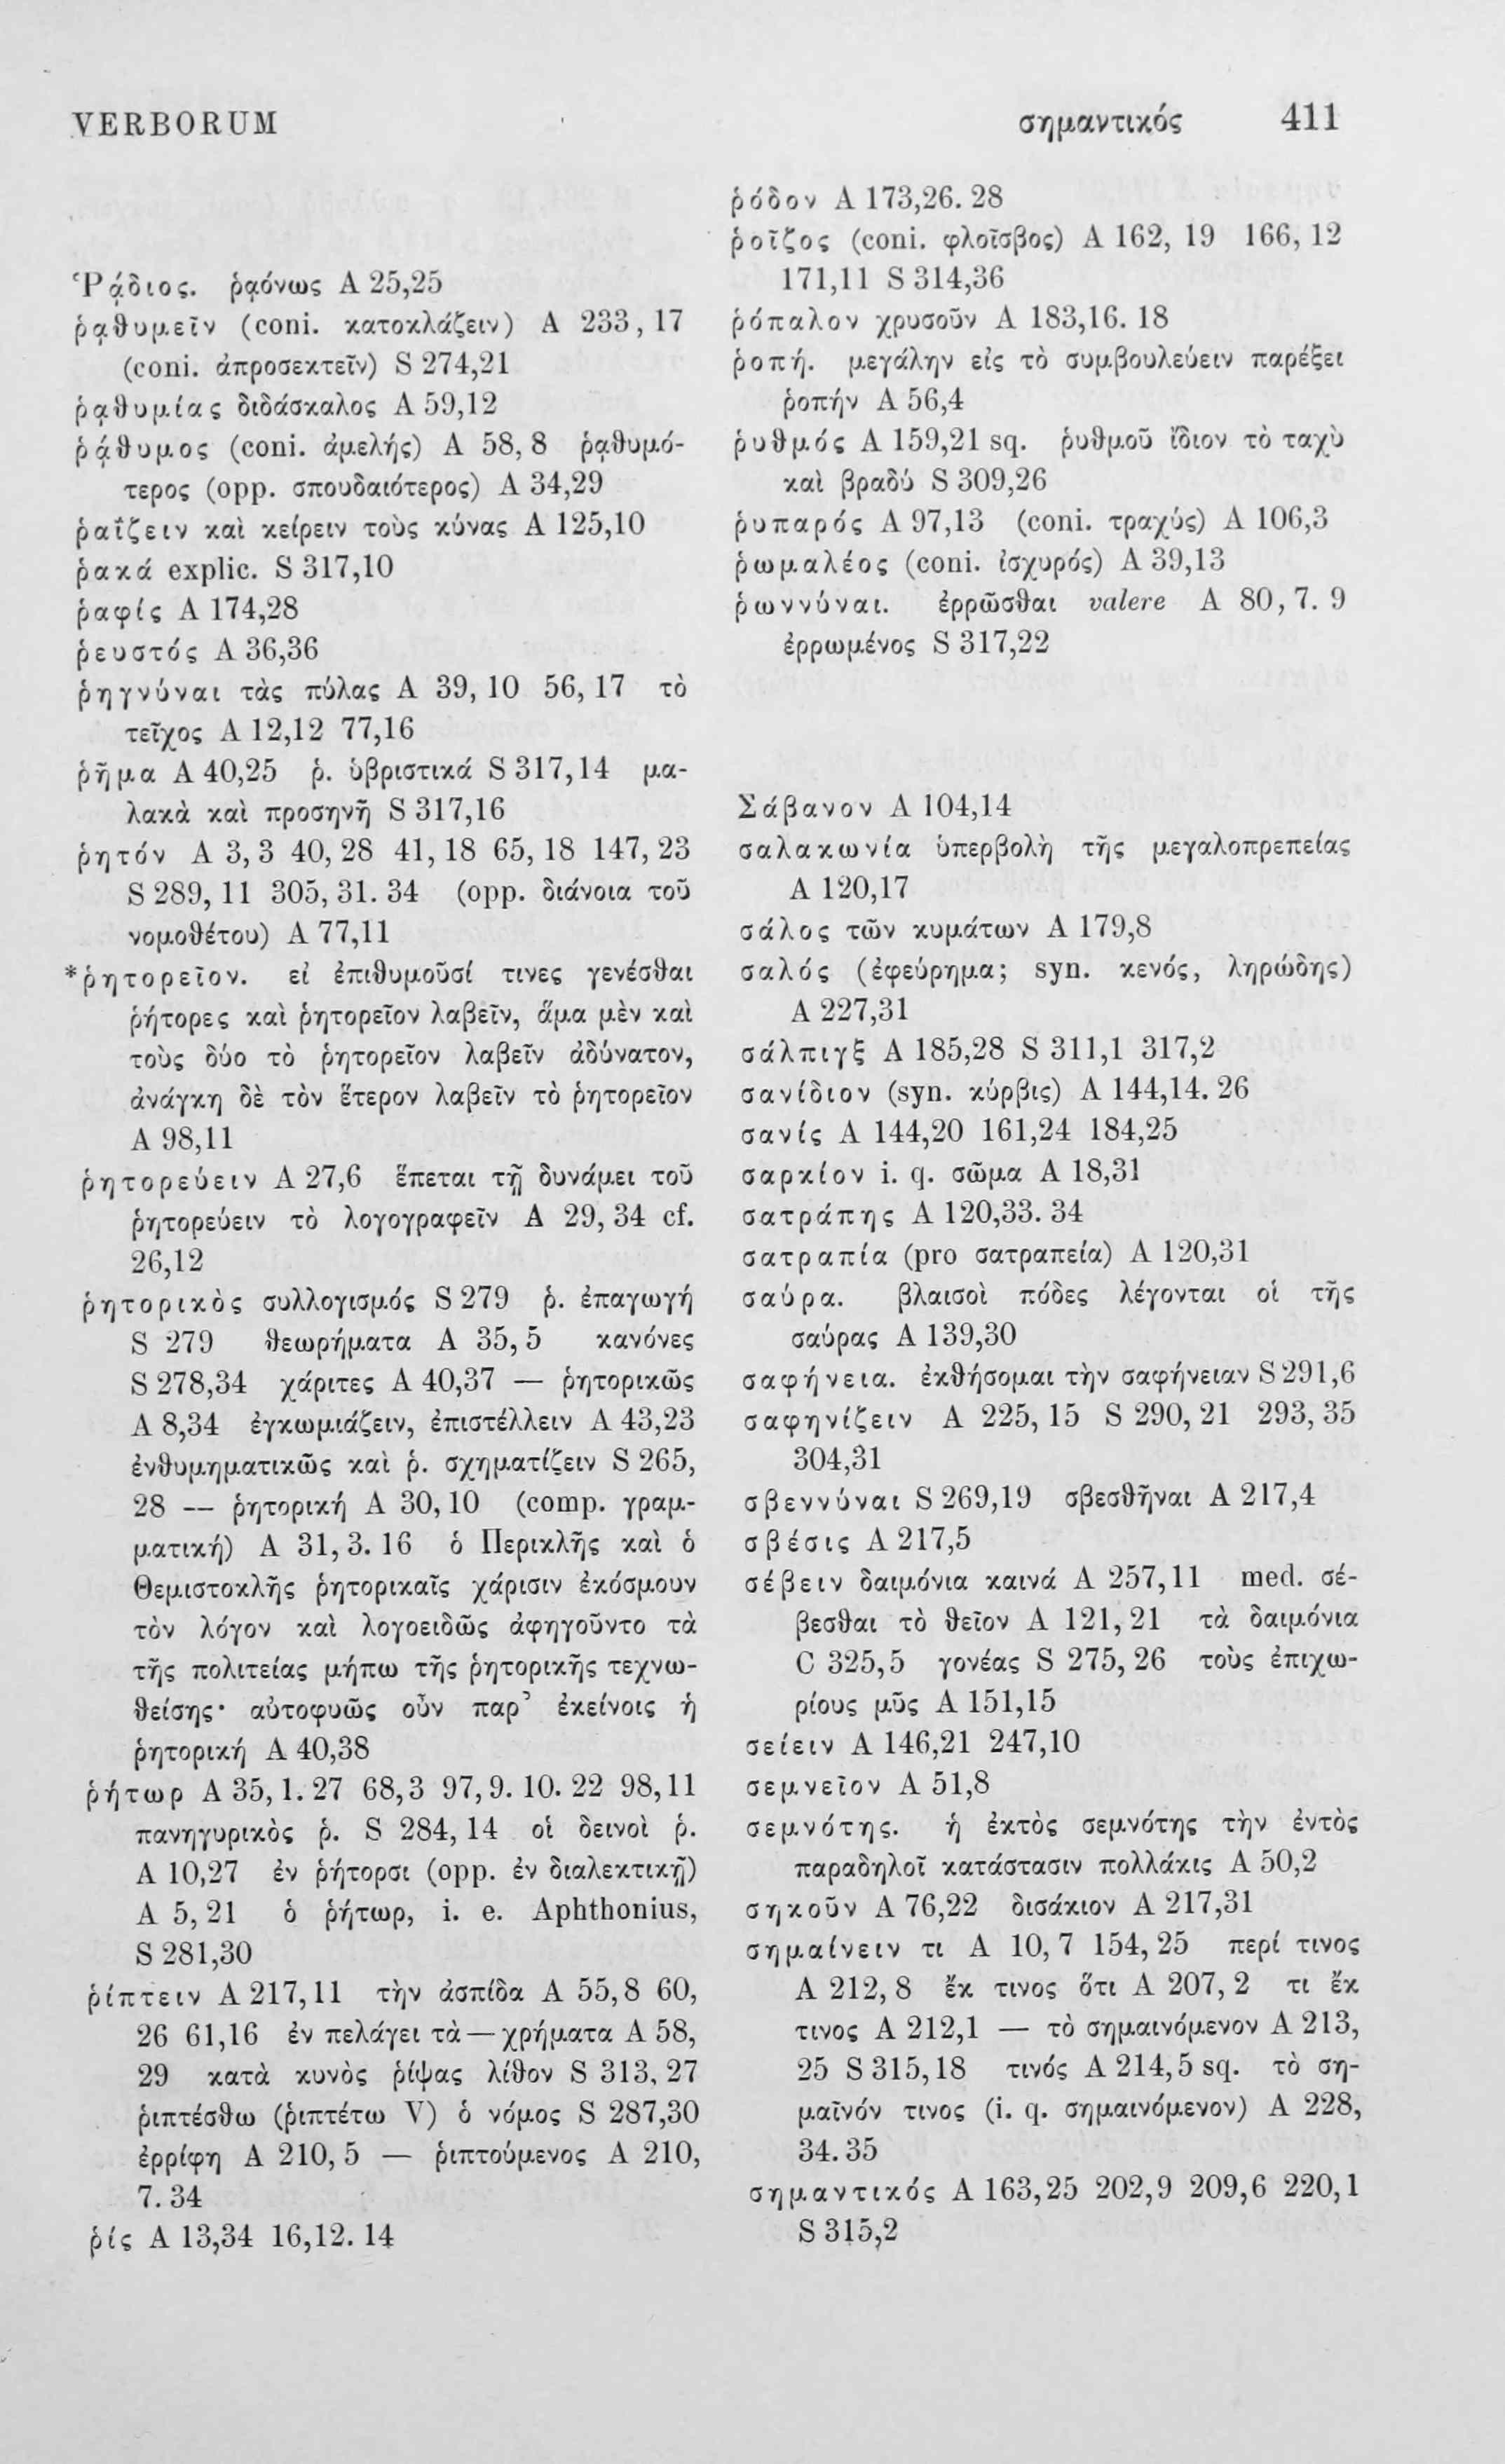 VERBORUM
σημαντικός 411
Ῥᾴδιος. ῥᾳόνως A 25,25
ῥᾳθυμεῖν (coni. κατοκλάζειν) A 233, 17
(coni. ἀπροσεκτεῖν) S 274,21
ῥᾳθυμίας διδάσκαλος A 59,12
ῥᾴθυμος (coni. ἀμελής) A 58, 8 ῥᾳθυμό-
τερος (opp. σπουδαιότερος) A 34,29
ῥαΐζειν καὶ κείρειν τοὺς κύνας A 125,10
ῥακά explic. S 317,10
ῥαφίς A 174,28
ῥευστός A 36,36
ῥηγνύναι τὰς πύλας A 39, 10 56, 17 τὸ
τεῖχος A 12,12 77,16
ῥῆμα A 40,25 ῥ. ὑβριστικά S 317,14 μα-
λακὰ καὶ προσηνῆ S 317,16
ῥητόν A 3, 3 40, 28 41, 18 65, 18 147, 23
S 289, 11 305, 31. 34 (opp. διάνοια τοῦ
νομοθέτου) A 77,11
*ῥητορεῖον. εἰ ἐπιθυμοῦσί τινες γενέσθαι
ῥήτορες καὶ ῥητορεῖον λαβεῖν, ἅμα μὲν καὶ
τοὺς δύο τὸ ῥητορεῖον λαβεῖν ἀδύνατον,
ἀνάγκη δὲ τὸν ἕτερον λαβεῖν τὸ ῥητορεῖον
A 98,11
ῥητορεύειν A 27,6 ἕπεται τῇ δυνάμει τοῦ
ῥητορεύειν τὸ λογογραφεῖν A 29, 34 cf.
26,12
ῥητορικὸς συλλογισμός S 279 ῥ. ἐπαγωγή
S 279 θεωρήματα A 35, 5 κανόνες
S 278,34 χάριτες A 40,37 — ῥητορικῶς
A 8,34 ἐγκωμιάζειν, ἐπιστέλλειν A 43,23
ἐνθυμηματικῶς καὶ ῥ. σχηματίζειν S 265,
28 — ῥητορική A 30, 10 (comp. γραμ-
ματική) A 31, 3. 16 ὁ Περικλῆς καὶ ὁ
Θεμιστοκλῆς ῥητορικαῖς χάρισιν ἐκόσμουν
τὸν λόγον καὶ λογοειδῶς ἀφηγοῦντο τὰ
τῆς πολιτείας μήπω τῆς ῥητορικῆς τεχνω-
θείσης· αὐτοφυῶς οὖν παρ’ ἐκείνοις ἡ
ῥητορική A 40,38
ῥήτωρ A 35, 1. 27 68, 3 97, 9. 10. 22 98, 11
πανηγυρικὸς ῥ. S 284, 14 οἱ δεινοὶ ῥ.
A 10,27 ἐν ῥήτορσι (opp. ἐν διαλεκτικῇ)
A 5, 21 ὁ ῥήτωρ, i. e. Aphthonius,
S 281,30
ῥίπτειν A 217, 11 τὴν ἀσπίδα A 55, 8 60,
26 61,16 ἐν πελάγει τὰ — χρήματα A 58,
29 κατὰ κυνὸς ῥίψας λίθον S 313, 27
ῥιπτέσθω (ῥιπτέτω V) ὁ νόμος S 287,30
ἐρρίφη A 210, 5 — ῥιπτούμενος A 210,
7. 34
ῥίς A 13,34 16,12. 14
ῥόδον A 173,26. 28
ῥοῖζος (coni. φλοῖσβος) A 162, 19 166, 12
171,11 S 314,36
ῥόπαλον χρυσοῦν A 183,16. 18
ῥοπή. μεγάλην εἰς τὸ συμβουλεύειν παρέξει
ῥοπήν A 56,4
ῥυθμός A 159,21 sq. ῥυθμοῦ ἴδιον τὸ ταχὺ
καὶ βραδύ S 309,26
ῥυπαρός A 97,13 (coni. τραχύς) A 106,3
ῥωμαλέος (coni. ἰσχυρός) A 39,13
ῥωννύναι. ἐρρῶσθαι valere A 80, 7. 9
ἐρρωμένος S 317,22
Σάβανον A 104,14
σαλακωνία ὑπερβολὴ τῆς μεγαλοπρεπείας
A 120,17
σάλος τῶν κυμάτων A 179,8
σαλός (ἐφεύρημα; syn. κενός, ληρώδης)
A 227,31
σάλπιγξ A 185,28 S 311,1 317,2
σανίδιον (syn. κύρβις) A 144,14. 26
σανίς A 144,20 161,24 184,25
σαρκίον i. q. σῶμα A 18,31
σατράπης A 120,33. 34
σατραπία (pro σατραπεία) A 120,31
σαύρα. βλαισοὶ πόδες λέγονται οἱ τῆς
σαύρας A 139,30
σαφήνεια. ἐκθήσομαι τὴν σαφήνειαν S 291,6
σαφηνίζειν A 225, 15 S 290, 21 293, 35
304,31
σβεννύναι S 269,19 σβεσθῆναι A 217,4
σβέσις A 217,5
σέβειν δαιμόνια καινά A 257,11 med. σέ-
βεσθαι τὸ θεῖον A 121, 21 τὰ δαιμόνια
C 325,5 γονέας S 275, 26 τοὺς ἐπιχω-
ρίους μῦς A 151,15
σείειν A 146,21 247,10
σεμνεῖον A 51,8
σεμνότης. ἡ ἐκτὸς σεμνότης τὴν ἐντὸς
παραδηλοῖ κατάστασιν πολλάκις A 50,2
σηκοῦν A 76,22 δισάκιον A 217,31
σημαίνειν τι A 10, 7 154, 25 περί τινος
A 212, 8 ἔκ τινος ὅτι A 207, 2 τι ἔκ
τινος A 212,1 — τὸ σημαινόμενον A 213,
25 S 315,18 τινός A 214, 5 sq. τὸ ση-
μαῖνόν τινος (i. q. σημαινόμενον) A 228,
34. 35
σημαντικός A 163,25 202,9 209,6 220,1
S 315,2